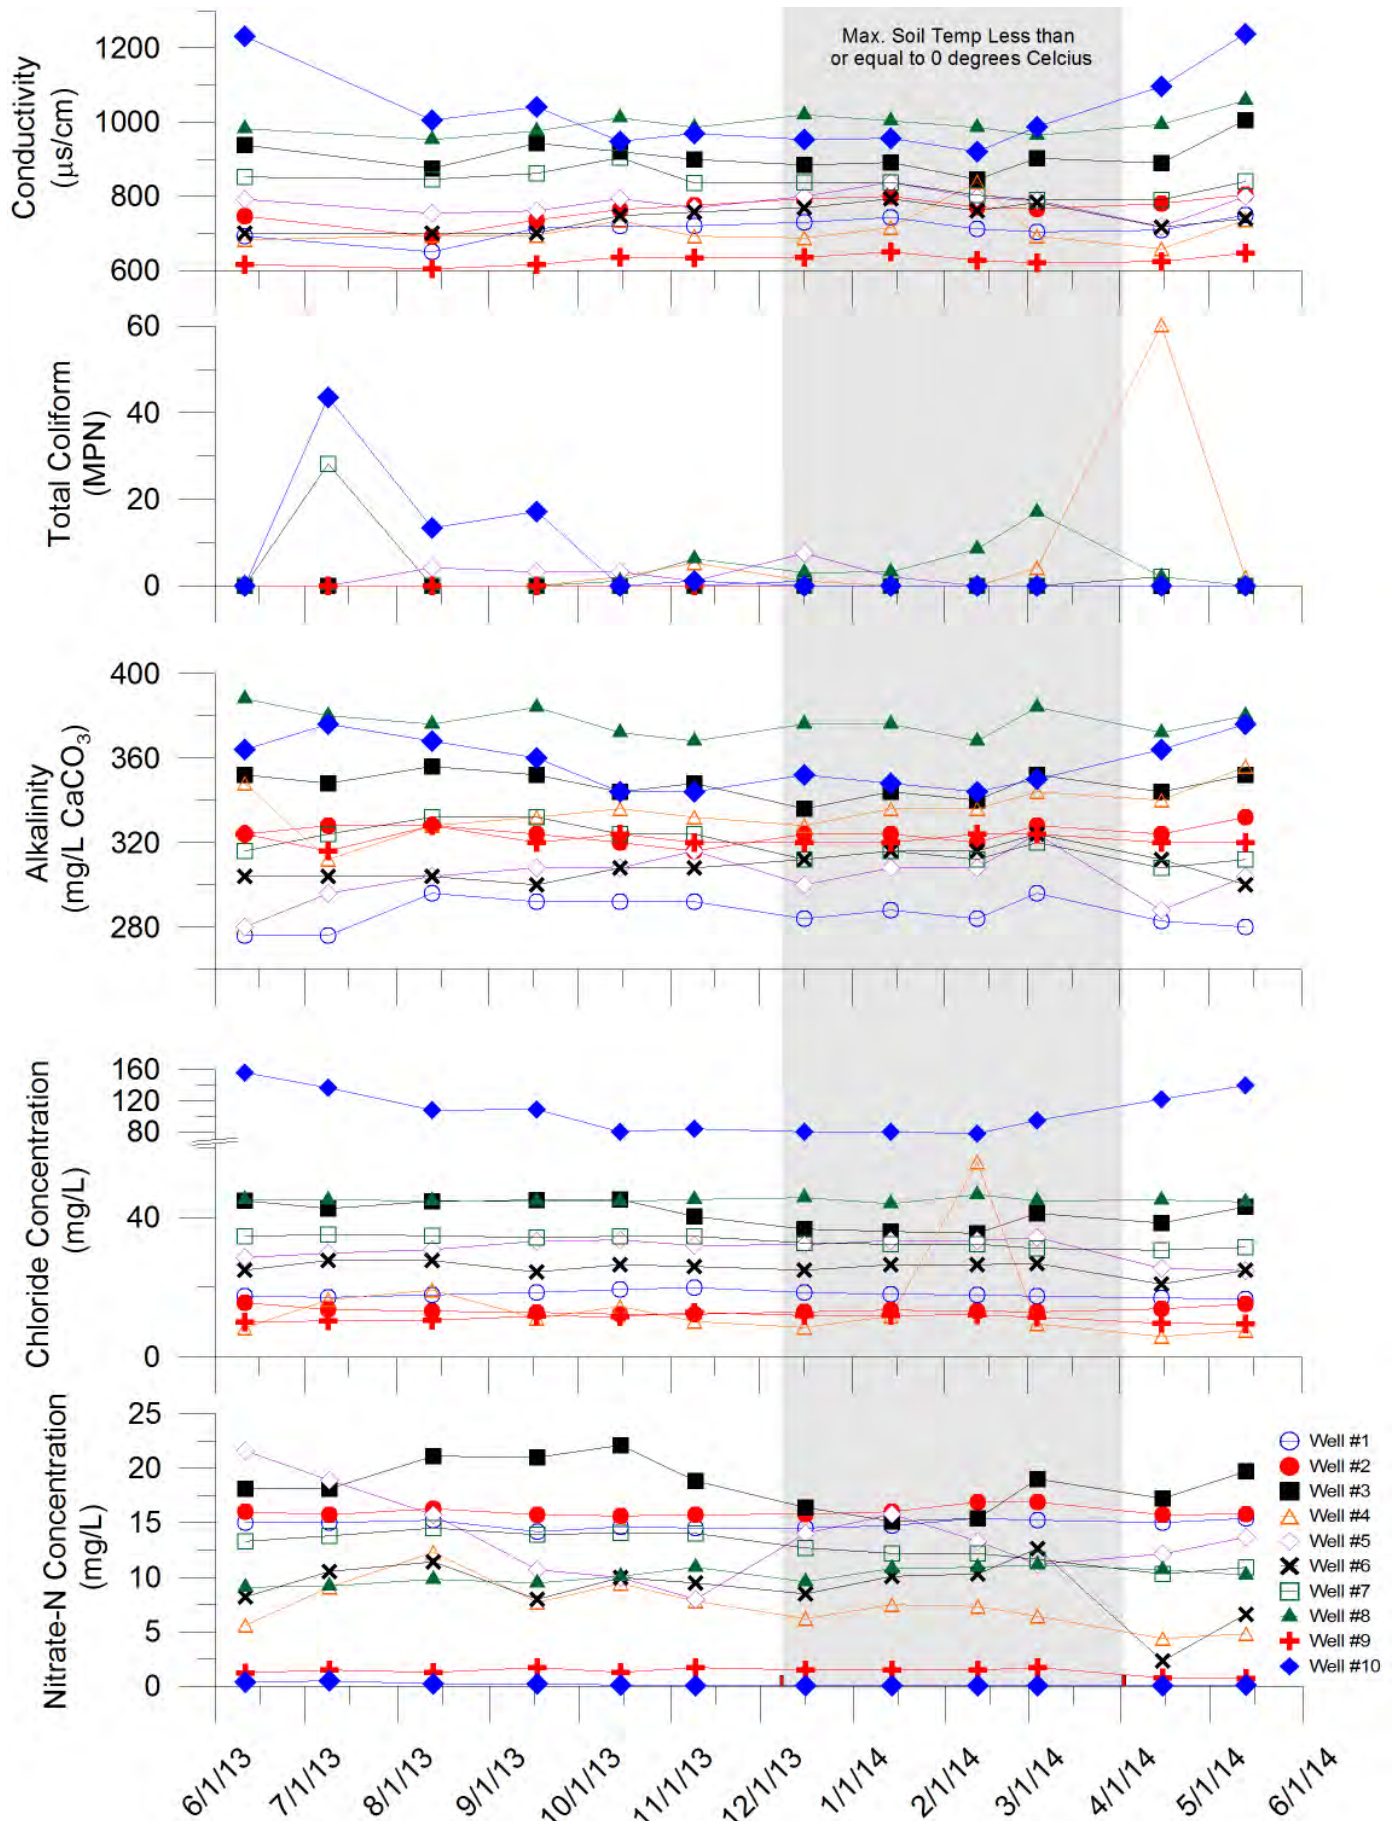 Max. Soil Temp Less than
or equal to 0 degrees Celcius
Conductivity
(μs/cm)
1200
1000
800
600
Total Coliform
(MPN)
60
40
20
0
Alkalinity
(mg/L CaCO₃)
400
360
320
280
Chloride Concentration
(mg/L)
160
120
80
40
0
Nitrate-N Concentration
(mg/L)
25
20
15
10
5
0
Well #1
Well #2
Well #3
Well #4
Well #5
Well #6
Well #7
Well #8
Well #9
Well #10
6/1/13
7/1/13
8/1/13
9/1/13
10/1/13
11/1/13
12/1/13
1/1/14
2/1/14
3/1/14
4/1/14
5/1/14
6/1/14